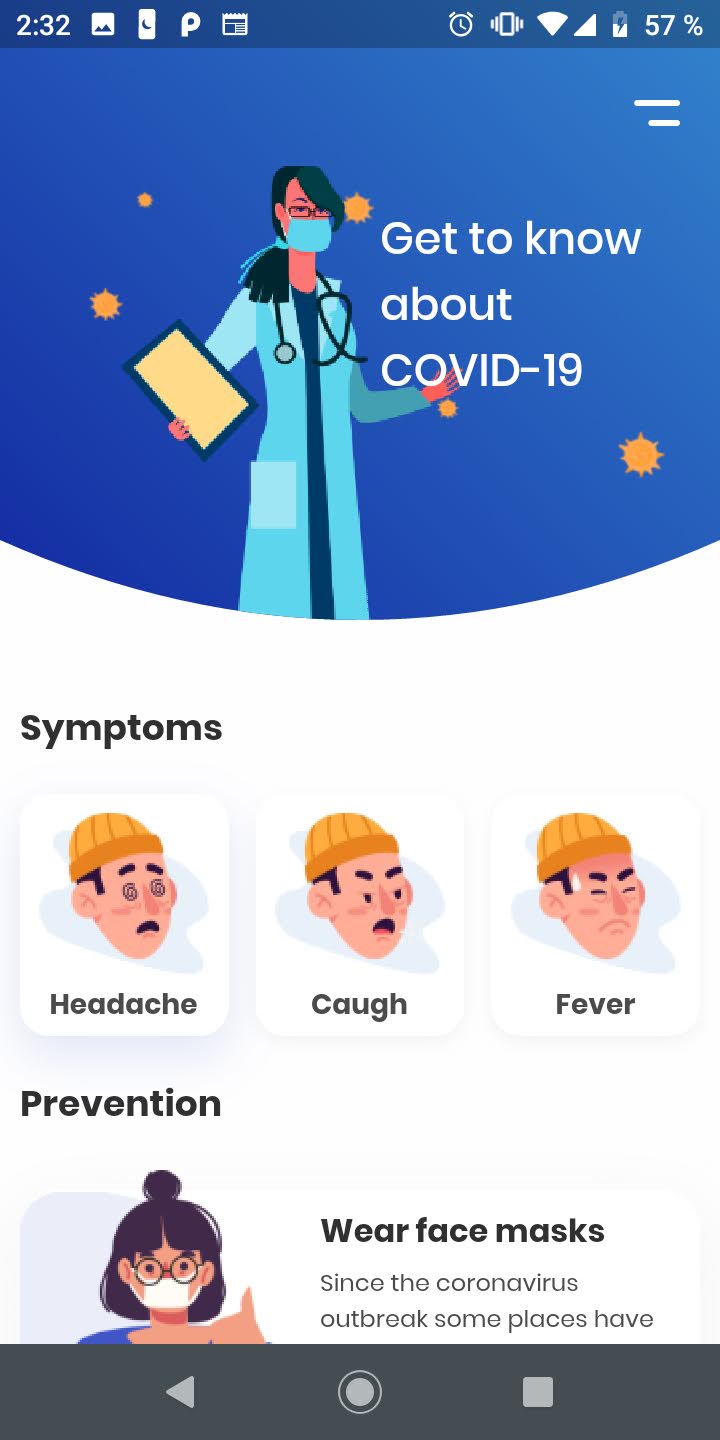 2:32
57 %
Get to know
about
COVID-19
Symptoms
Headache
Caugh
Fever
Prevention
Wear face masks
Since the coronavirus
outbreak some places have